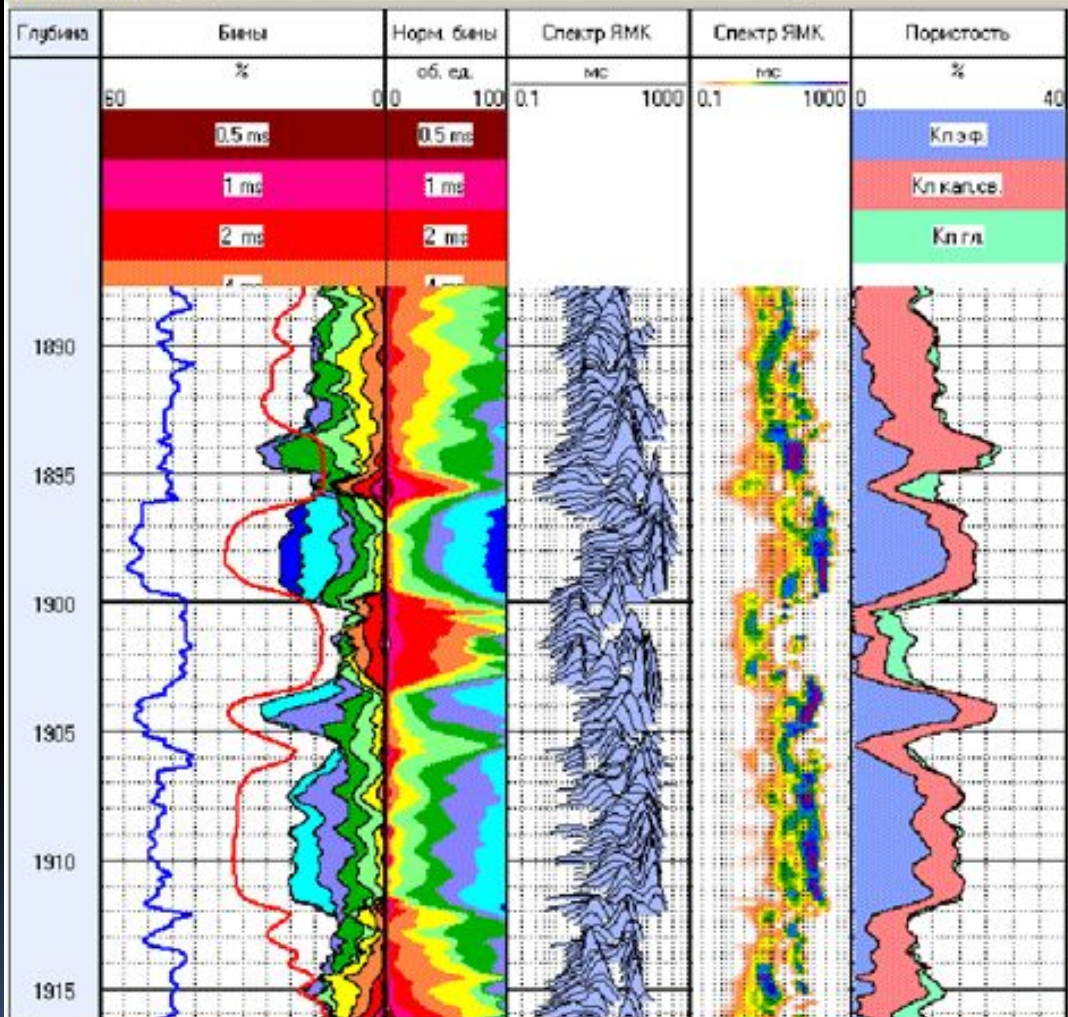 Глубина Бины Норм. бины Спектр ЯМК Спектр ЯМК Пористость
% об. ед. мс мс %
60 0 0 100 0.1 1000 0.1 1000 0 40
0.5 ms 0.5 ms Кп эф.
1 ms 1 ms Кп кап.св.
2 ms 2 ms Кп гл.
1890
1895
1900
1905
1910
1915